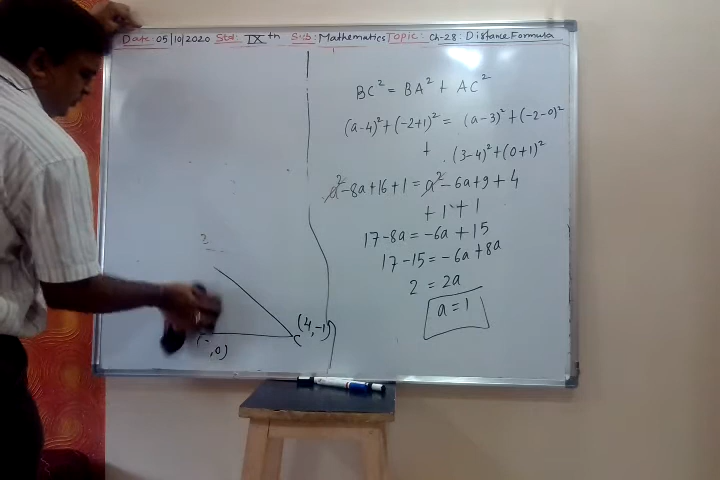 Date: 05/10/2020 Std: IXth Sub: Mathematics Topic: Ch-28: Distance Formula
BC² = BA² + AC²
(a-4)² + (-2+1)² = (a-3)² + (-2-0)²
+ (3-4)² + (0+1)²
a² - 8a + 16 + 1 = a² - 6a + 9 + 4
+ 1 + 1
17 - 8a = -6a + 15
17 - 15 = -6a + 8a
2 = 2a
a = 1
(4, -1)
C
, 0)